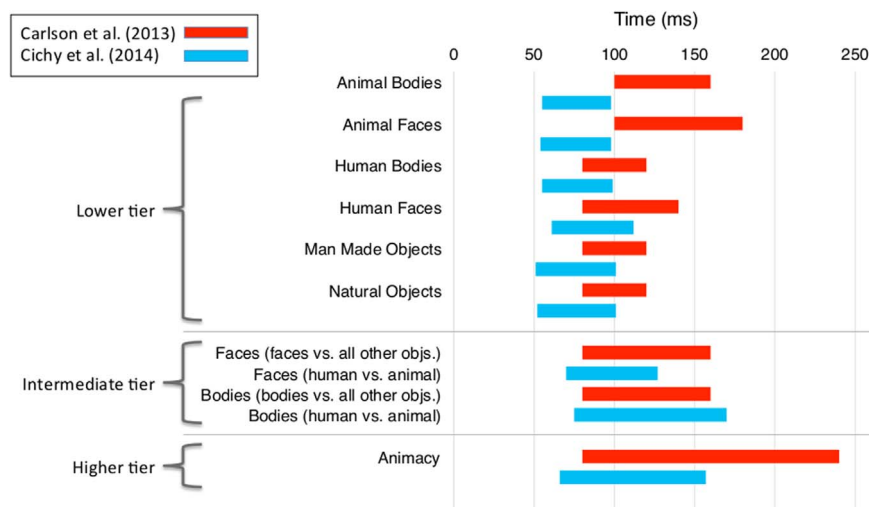 Carlson et al. (2013)
Cichy et al. (2014)
Time (ms)
0 50 100 150 200 250
Animal Bodies
Animal Faces
Human Bodies
Lower tier
Human Faces
Man Made Objects
Natural Objects
Faces (faces vs. all other objs.)
Intermediate tier
Faces (human vs. animal)
Bodies (bodies vs. all other objs.)
Bodies (human vs. animal)
Higher tier
Animacy